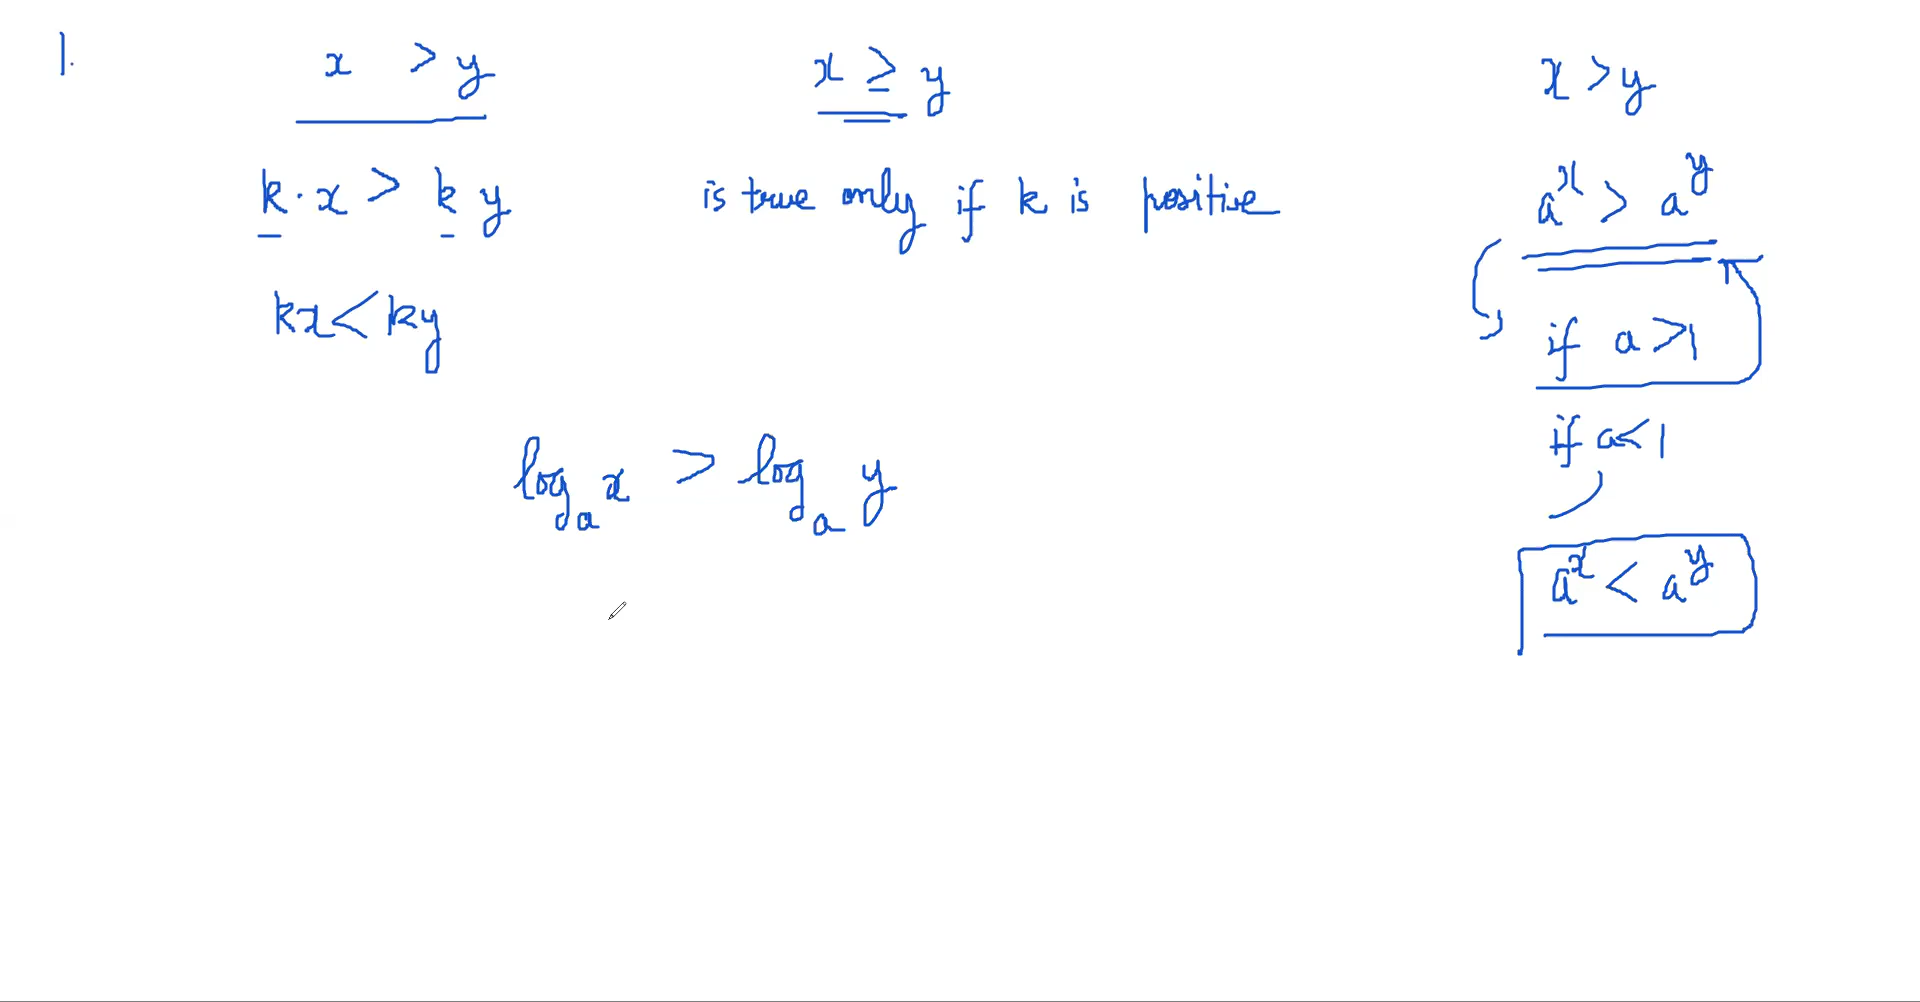 1. x > y x ≥ y
k · x > k y is true only if k is positive
kx < ky
log_a x > log_a y
x > y
a^x > a^y
if a > 1
if a < 1
a^x < a^y